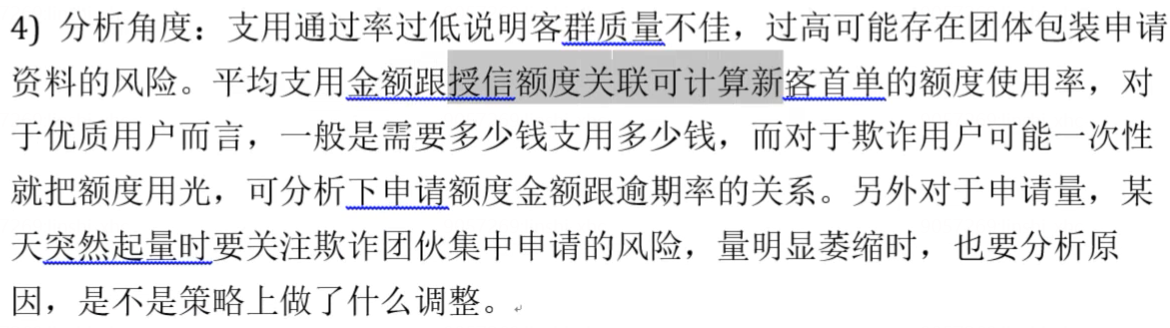 4）分析角度：支用通过率过低说明客群质量不佳，过高可能存在团体包装申请
资料的风险。平均支用金额跟授信额度关联可计算新客首单的额度使用率，对
于优质用户而言，一般是需要多少钱支用多少钱，而对于欺诈用户可能一次性
就把额度用光，可分析下申请额度金额跟逾期率的关系。另外对于申请量，某
天突然起量时要关注欺诈团伙集中申请的风险，量明显萎缩时，也要分析原
因，是不是策略上做了什么调整。